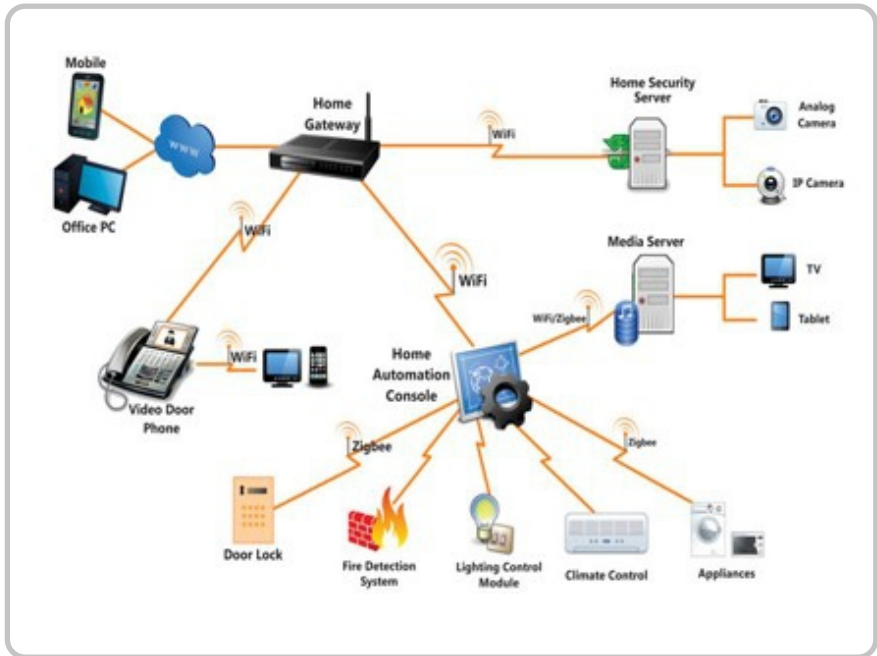 Mobile
Home
Gateway
WWW
Office PC
WiFi
Home Security
Server
Analog
Camera
IP Camera
WiFi
WiFi
Media Server
TV
Tablet
WiFi/Zigbee
WiFi
Video Door
Phone
Home
Automation
Console
Zigbee
Zigbee
Door Lock
Fire Detection
System
Lighting Control
Module
Climate Control
Appliances